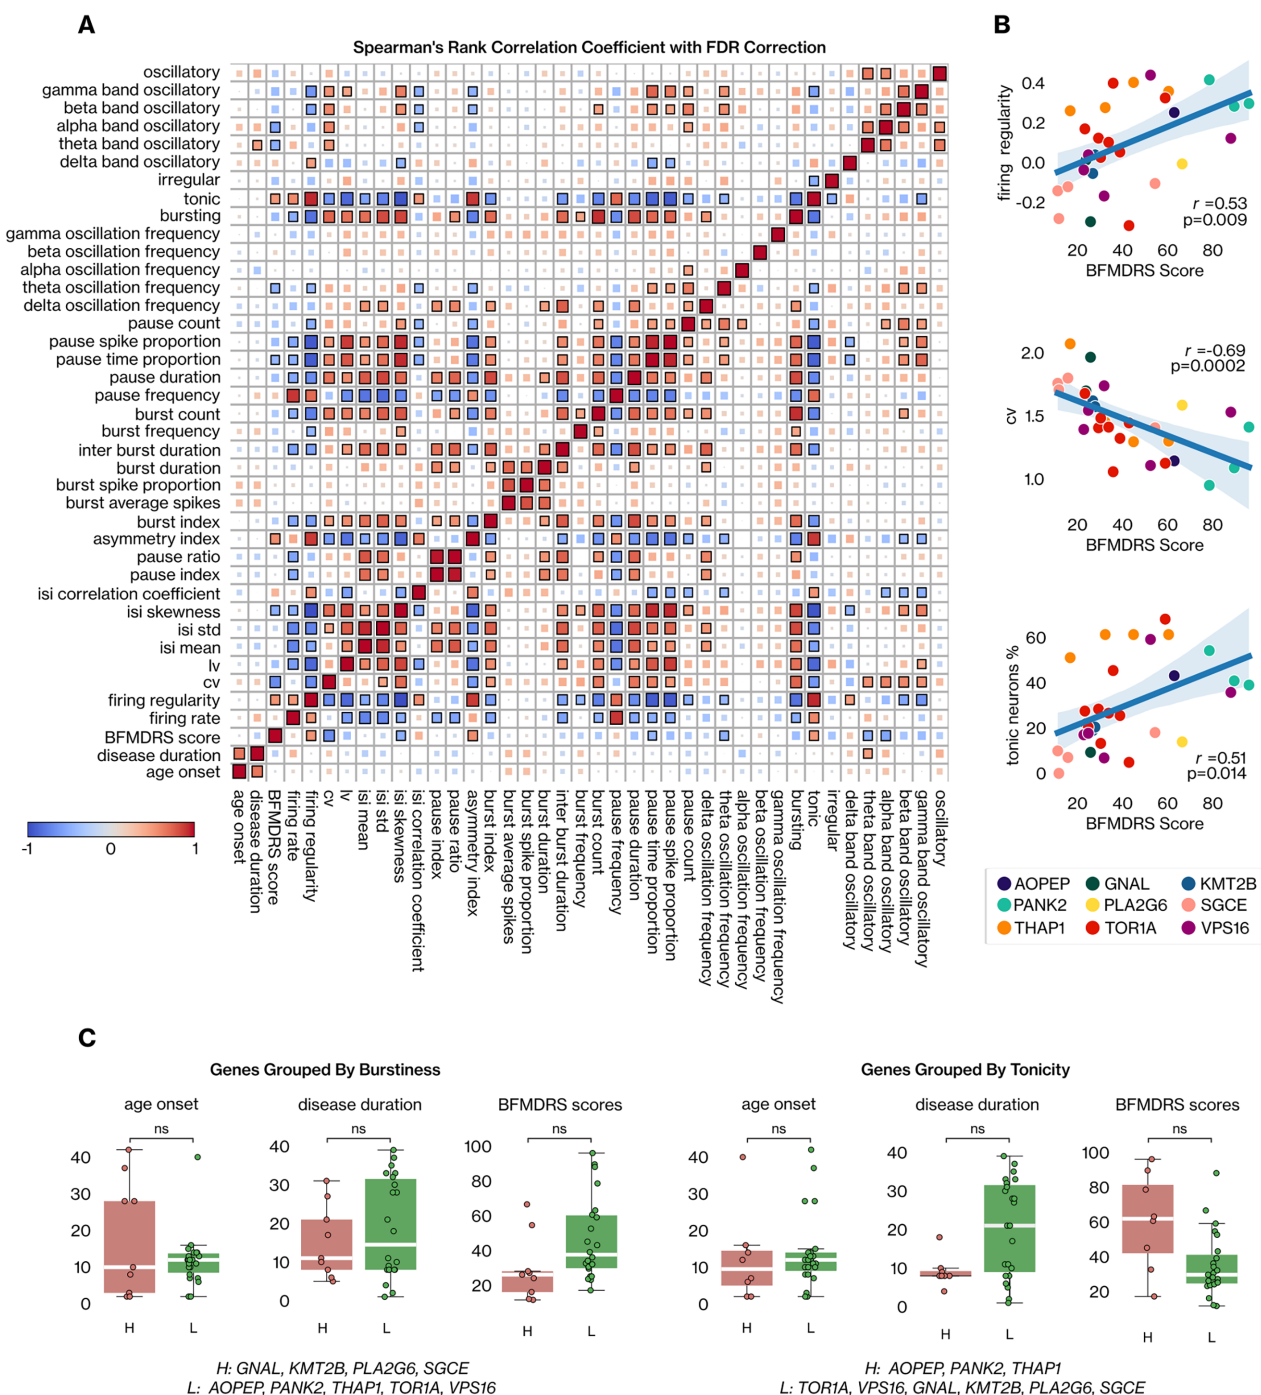 A
Spearman's Rank Correlation Coefficient with FDR Correction
oscillatory
gamma band oscillatory
beta band oscillatory
alpha band oscillatory
theta band oscillatory
delta band oscillatory
irregular
tonic
bursting
gamma oscillation frequency
beta oscillation frequency
alpha oscillation frequency
theta oscillation frequency
delta oscillation frequency
pause count
pause spike proportion
pause time proportion
pause duration
pause frequency
burst count
burst frequency
inter burst duration
burst duration
burst spike proportion
burst average spikes
burst index
asymmetry index
pause ratio
pause index
isi correlation coefficient
isi skewness
isi std
isi mean
lv
cv
firing regularity
firing rate
BFMDRS score
disease duration
age onset
age onset
disease duration
BFMDRS score
firing rate
firing regularity
cv
lv
isi mean
isi std
isi skewness
isi correlation coefficient
pause index
pause ratio
asymmetry index
burst index
burst average spikes
burst spike proportion
burst duration
inter burst duration
burst frequency
burst count
pause frequency
pause duration
pause time proportion
pause spike proportion
pause count
delta oscillation frequency
theta oscillation frequency
alpha oscillation frequency
beta oscillation frequency
gamma oscillation frequency
bursting
tonic
irregular
delta band oscillatory
theta band oscillatory
alpha band oscillatory
beta band oscillatory
gamma band oscillatory
oscillatory
-1 0 1
B
firing regularity
0.4
0.2
0.0
-0.2
r =0.53
p=0.009
20 40 60 80
BFMDRS Score
cv
2.0
1.5
1.0
r =-0.69
p=0.0002
20 40 60 80
BFMDRS Score
tonic neurons %
60
40
20
0
r =0.51
p=0.014
20 40 60 80
BFMDRS Score
AOPEP GNAL KMT2B
PANK2 PLA2G6 SGCE
THAP1 TOR1A VPS16
C
Genes Grouped By Burstiness
age onset
ns
40
30
20
10
0
H L
disease duration
ns
40
30
20
10
0
H L
BFMDRS scores
ns
100
80
60
40
20
H L
H: GNAL, KMT2B, PLA2G6, SGCE
L: AOPEP, PANK2, THAP1, TOR1A, VPS16
Genes Grouped By Tonicity
age onset
ns
40
30
20
10
0
H L
disease duration
ns
40
30
20
10
0
H L
BFMDRS scores
ns
100
80
60
40
20
H L
H: AOPEP, PANK2, THAP1
L: TOR1A, VPS16, GNAL, KMT2B, PLA2G6, SGCE